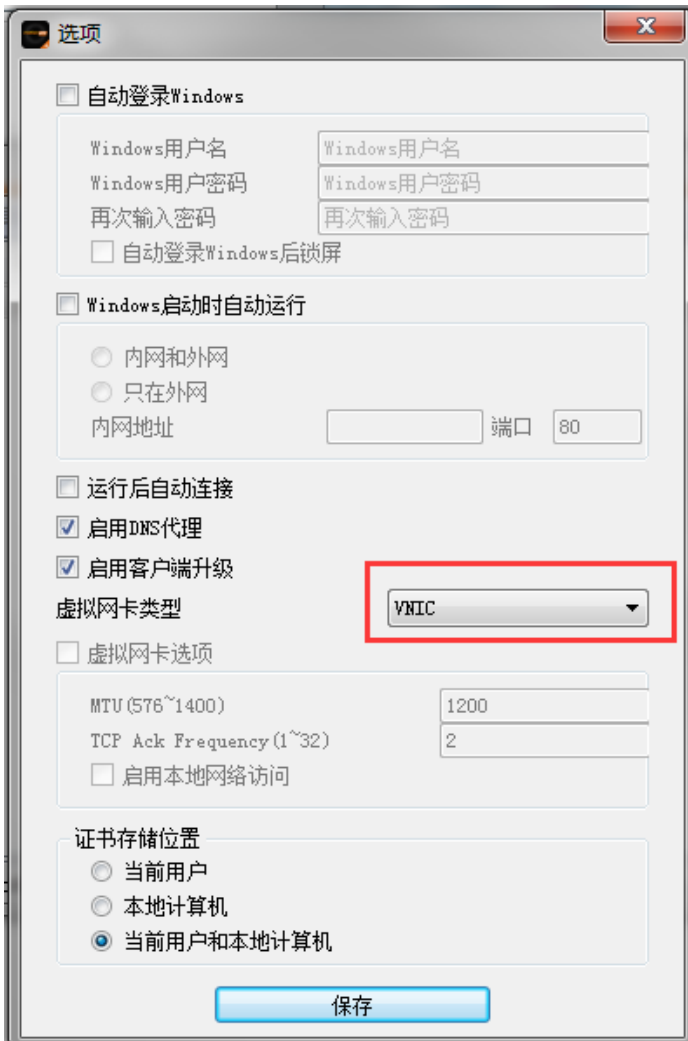 选项
自动登录Windows
Windows用户名 Windows用户名
Windows用户密码 Windows用户密码
再次输入密码 再次输入密码
自动登录Windows后锁屏
Windows启动时自动运行
内网和外网
只在外网
内网地址 端口 80
运行后自动连接
启用DNS代理
启用客户端升级
虚拟网卡类型 VNIC
虚拟网卡选项
MTU(576~1400) 1200
TCP Ack Frequency(1~32) 2
启用本地网络访问
证书存储位置
当前用户
本地计算机
当前用户和本地计算机
保存